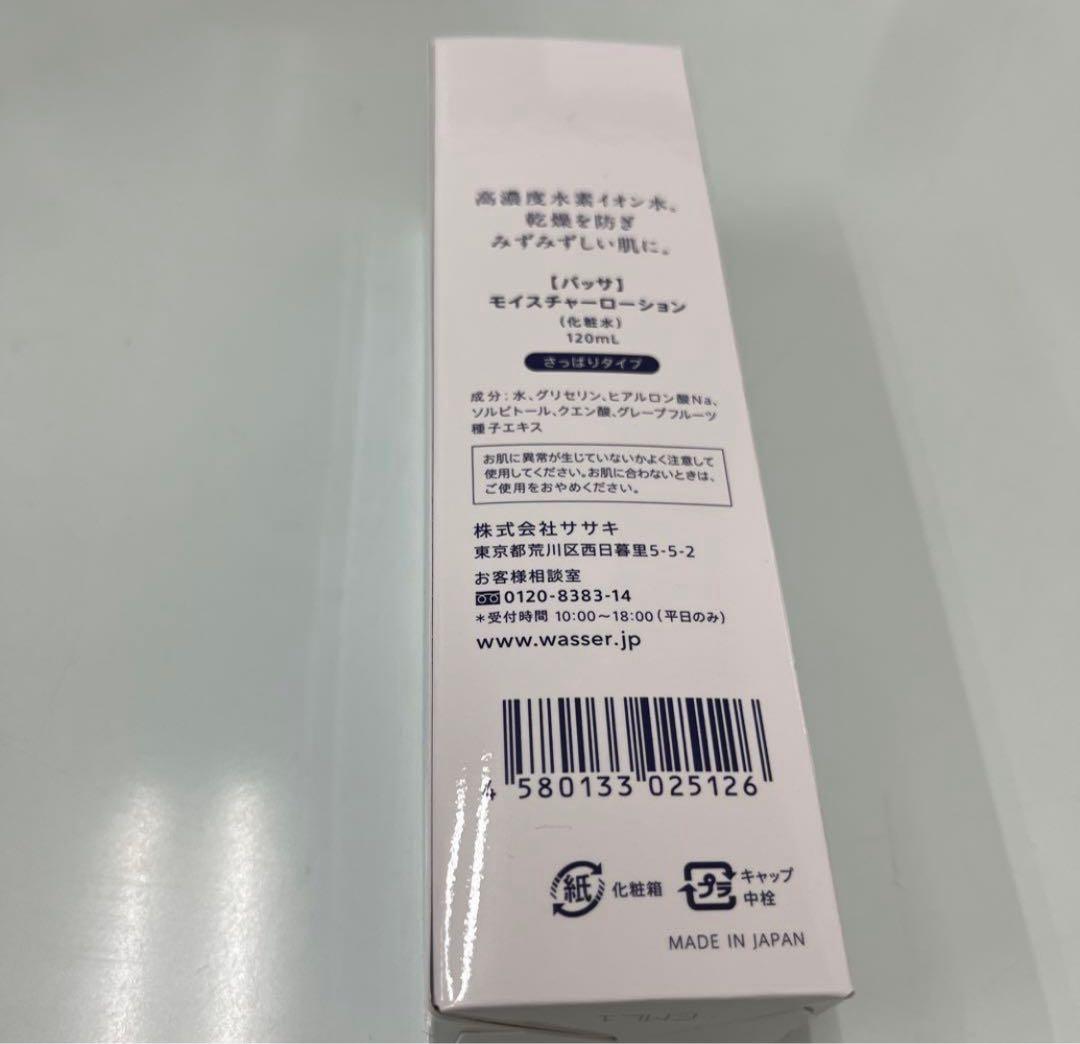 高濃度水素イオン水。
乾燥を防ぎ
みずみずしい肌に。
【バッサ】
モイスチャーローション
(化粧水)
120mL
さっぱりタイプ
成分:水、グリセリン、ヒアルロン酸Na、
ソルビトール、クエン酸、グレープフルーツ
種子エキス
お肌に異常が生じていないかよく注意して
使用してください。お肌に合わないときは、
ご使用をおやめください。
株式会社ササキ
東京都荒川区西日暮里5-5-2
お客様相談室
0120-8383-14
*受付時間 10:00〜18:00(平日のみ)
www.wasser.jp
4 580133 025126
紙 化粧箱
プラ キャップ
中栓
MADE IN JAPAN